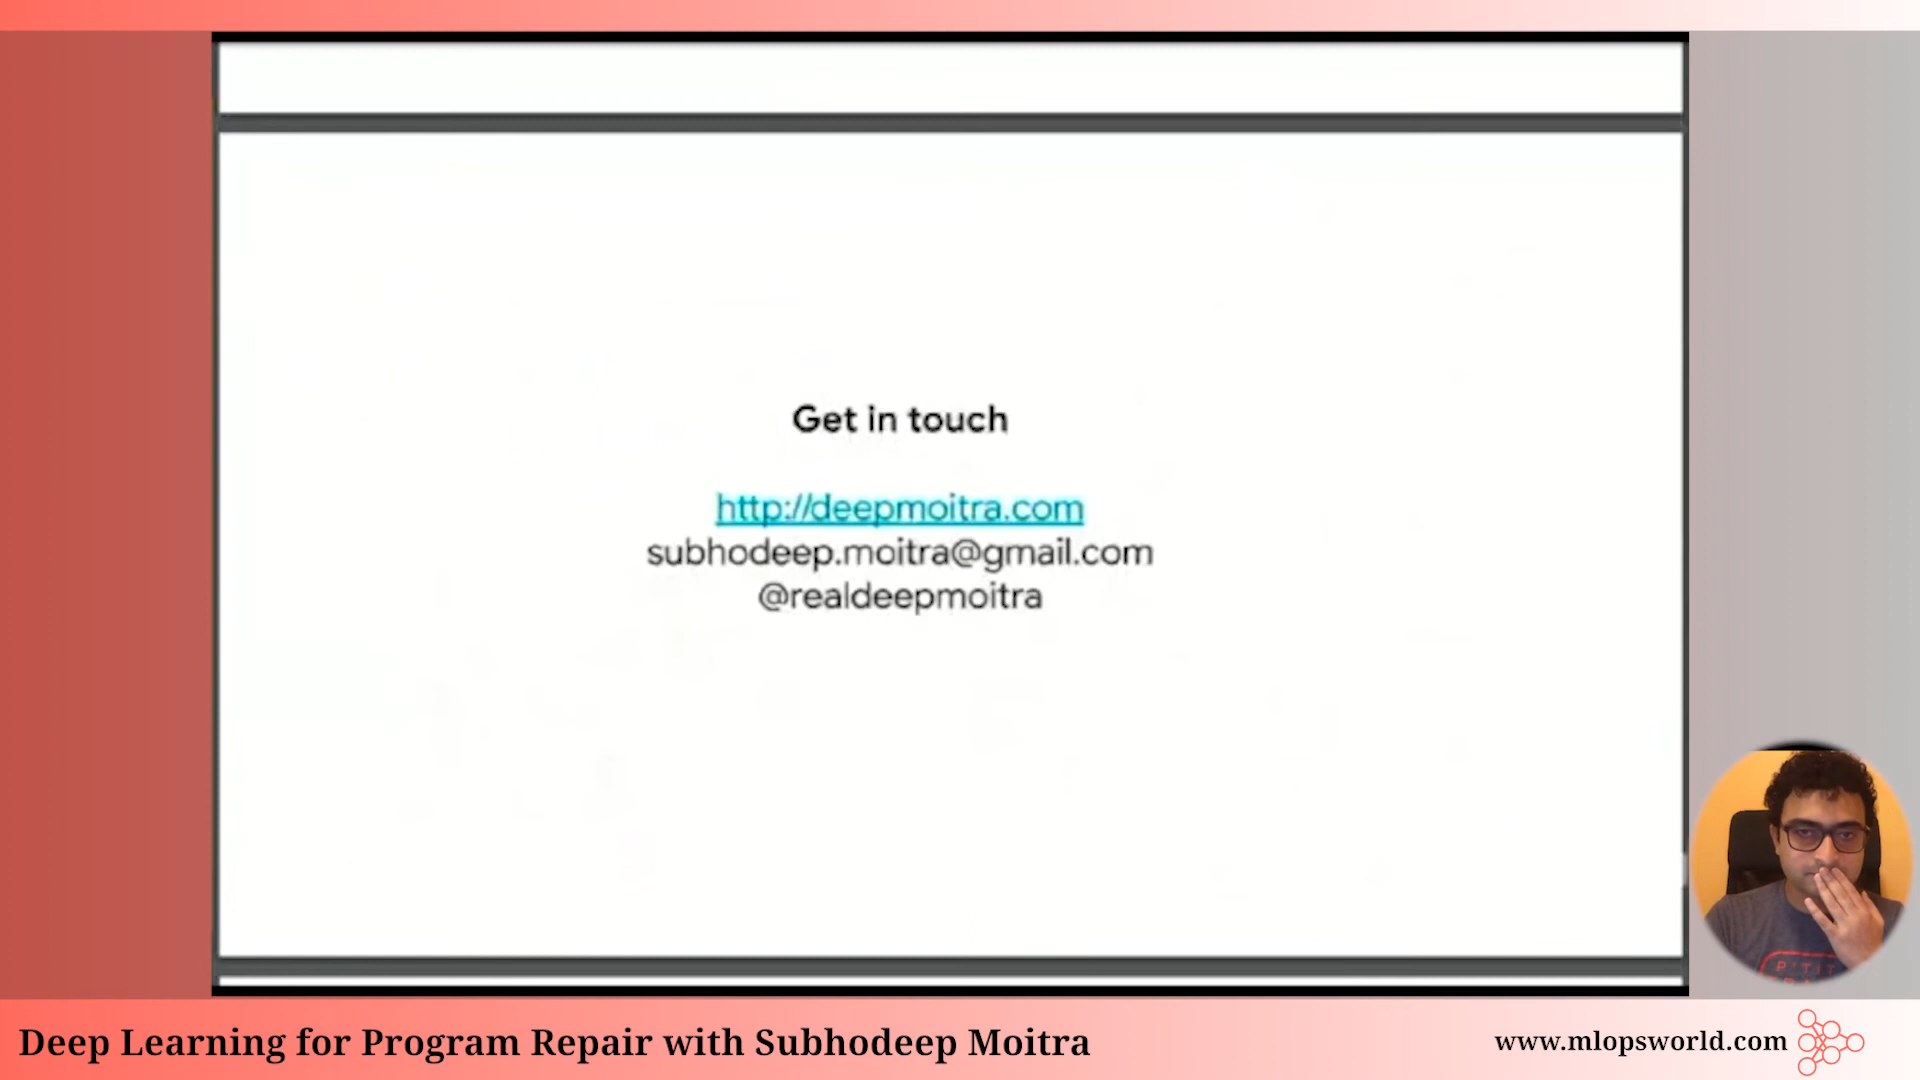 Get in touch
http://deepmoitra.com
subhodeep.moitra@gmail.com
@realdeepmoitra
Deep Learning for Program Repair with Subhodeep Moitra
www.mlopsworld.com